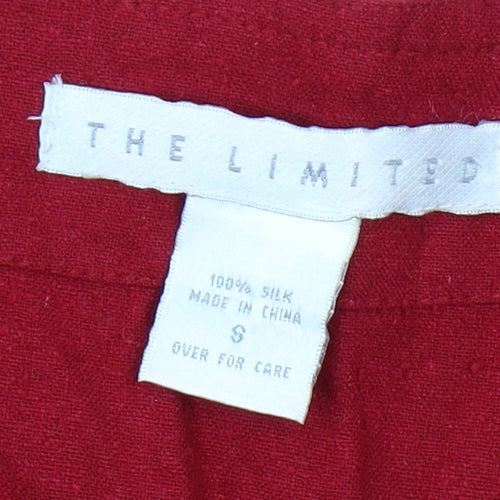 THE LIMITED
100% SILK
MADE IN CHINA
S
OVER FOR CARE